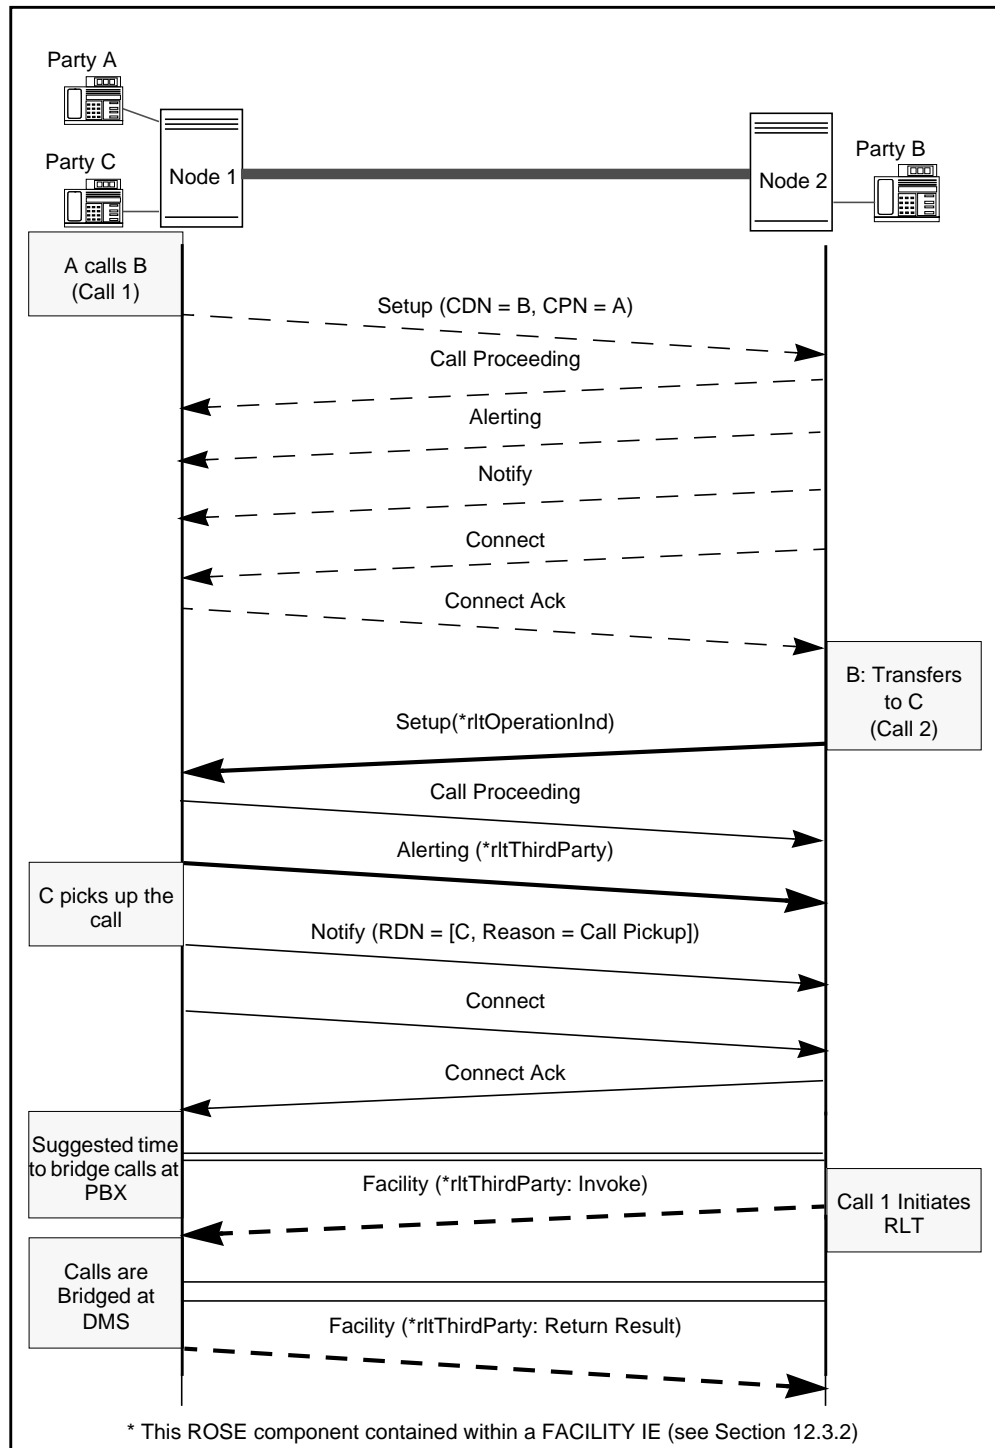 Party A
Party C
Node 1
Node 2
Party B
A calls B
(Call 1)
Setup (CDN = B, CPN = A)
Call Proceeding
Alerting
Notify
Connect
Connect Ack
B: Transfers
to C
(Call 2)
Setup(*rltOperationInd)
Call Proceeding
Alerting (*rltThirdParty)
C picks up the
call
Notify (RDN = [C, Reason = Call Pickup])
Connect
Connect Ack
Suggested time
to bridge calls at
PBX
Facility (*rltThirdParty: Invoke)
Call 1 Initiates
RLT
Calls are
Bridged at
DMS
Facility (*rltThirdParty: Return Result)
* This ROSE component contained within a FACILITY IE (see Section 12.3.2)